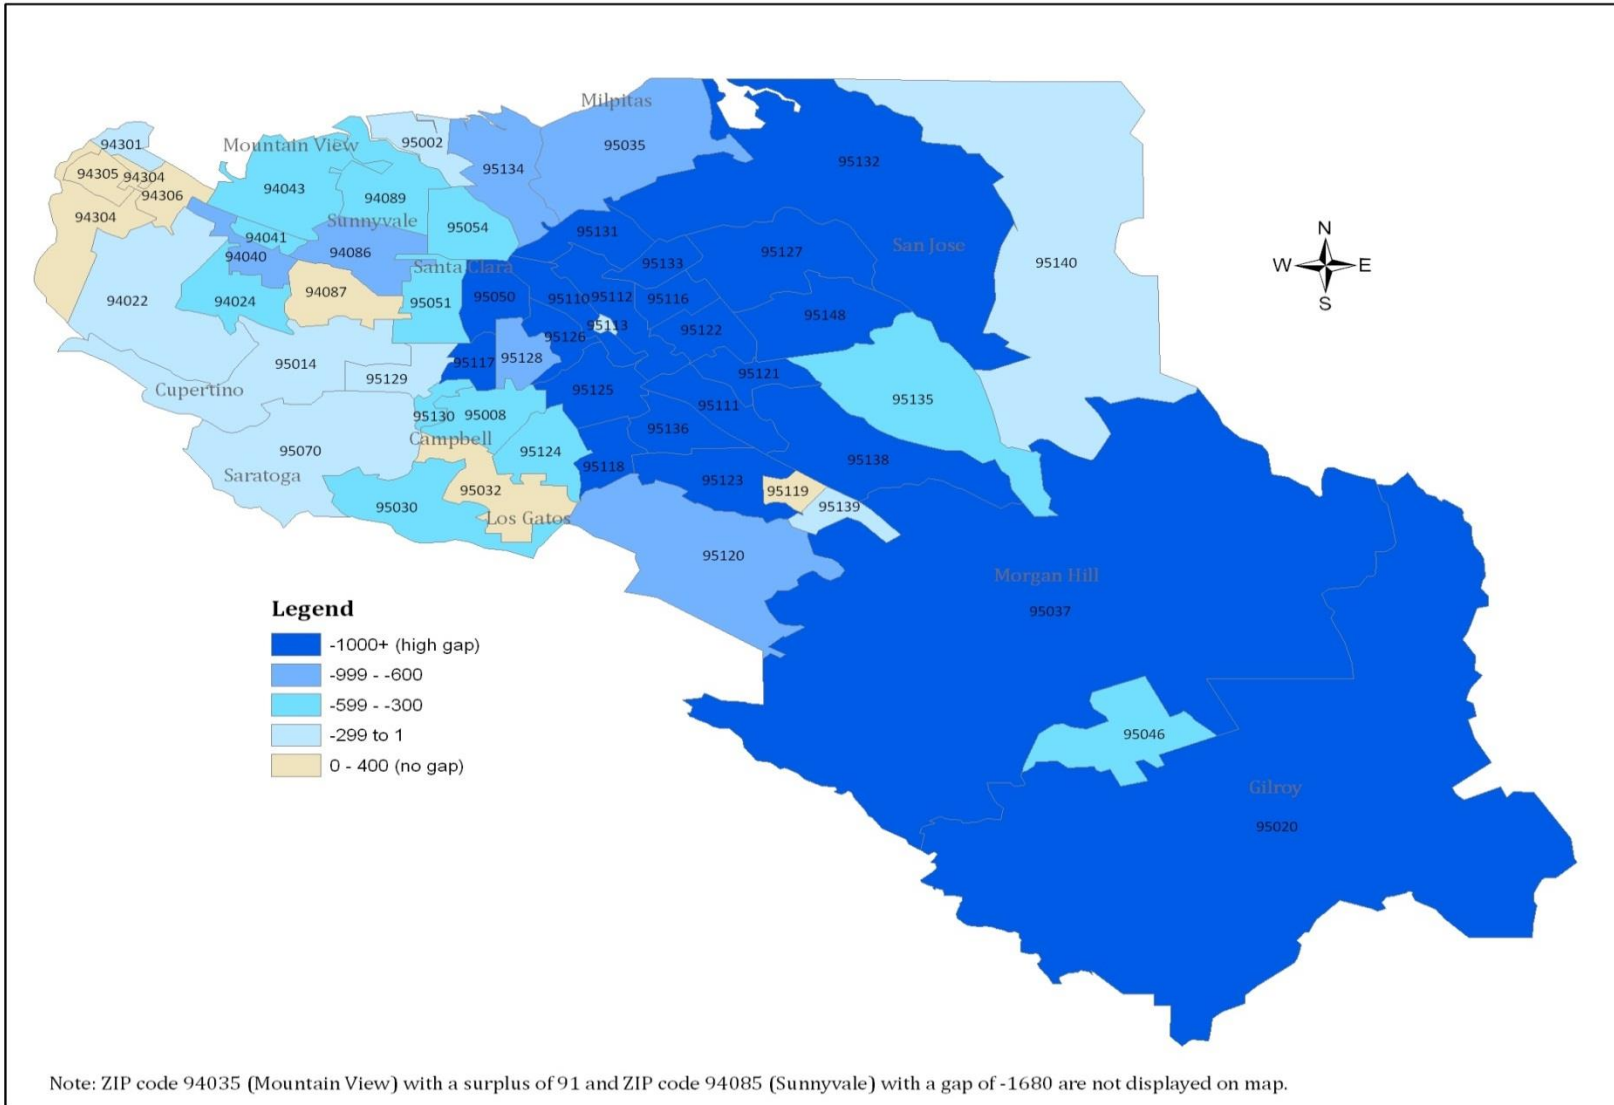 Milpitas
94301
Mountain View
95002
95035
95134
95132
94305
94304
94306
94043
94089
94304
Sunnyvale
95054
95131
San Jose
N
94041
94086
94040
95133
95127
95140
W E
S
Santa Clara
94022
94024
94087
95051
95050
95110
95112
95116
95148
95113
95126
95122
95014
95129
95117
95128
95121
Cupertino
95125
95111
95135
95130
95008
95136
Campbell
95070
95124
95118
95138
Saratoga
95123
95032
95119
95030
95139
Los Gatos
95120
Morgan Hill
95037
Legend
-1000+ (high gap)
-999 - -600
-599 - -300
-299 to 1
0 - 400 (no gap)
95046
Gilroy
95020
Note: ZIP code 94035 (Mountain View) with a surplus of 91 and ZIP code 94085 (Sunnyvale) with a gap of -1680 are not displayed on map.